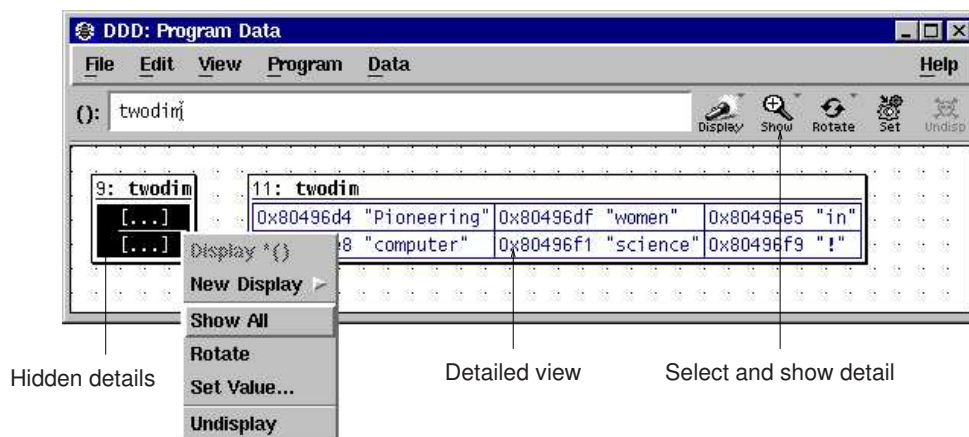 DDD: Program Data
File Edit View Program Data Help
(): twodim
Display Show Rotate Set Undisp
9: twodim
[...]
[...]
11: twodim
0x80496d4 "Pioneering" 0x80496df "women" 0x80496e5 "in"
e8 "computer" 0x80496f1 "science" 0x80496f9 "!"
Display *()
New Display
Show All
Rotate
Set Value...
Undisplay
Hidden details
Detailed view
Select and show detail